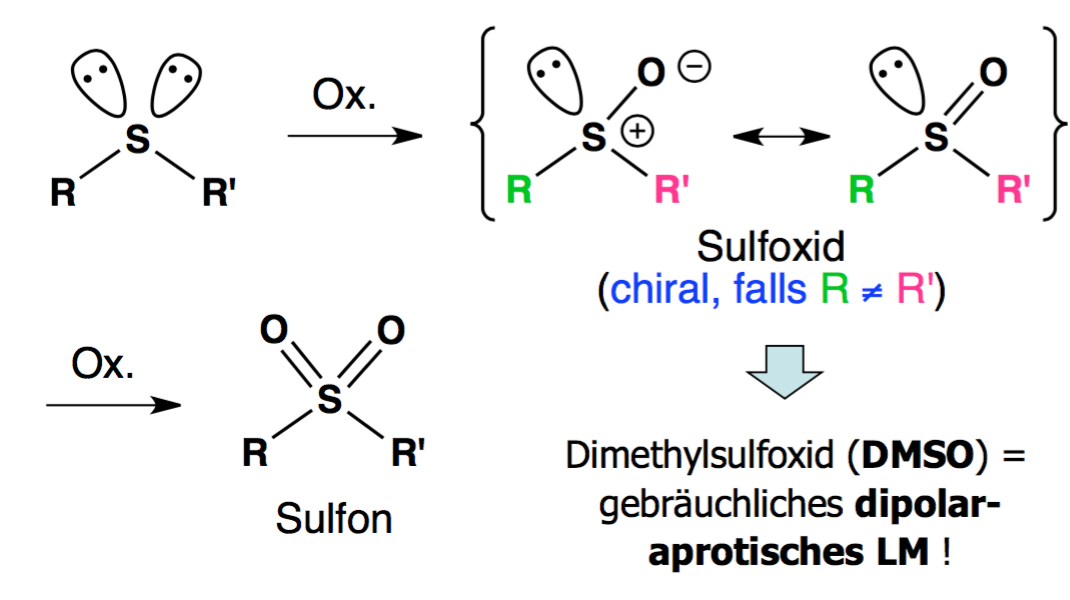 S
R R'
Ox.
O ⊖
S ⊕
R R'
O
S
R R'
Sulfoxid
(chiral, falls R ≠ R')
Ox.
O O
S
R R'
Sulfon
Dimethylsulfoxid (DMSO) =
gebräuchliches dipolar-
aprotisches LM !